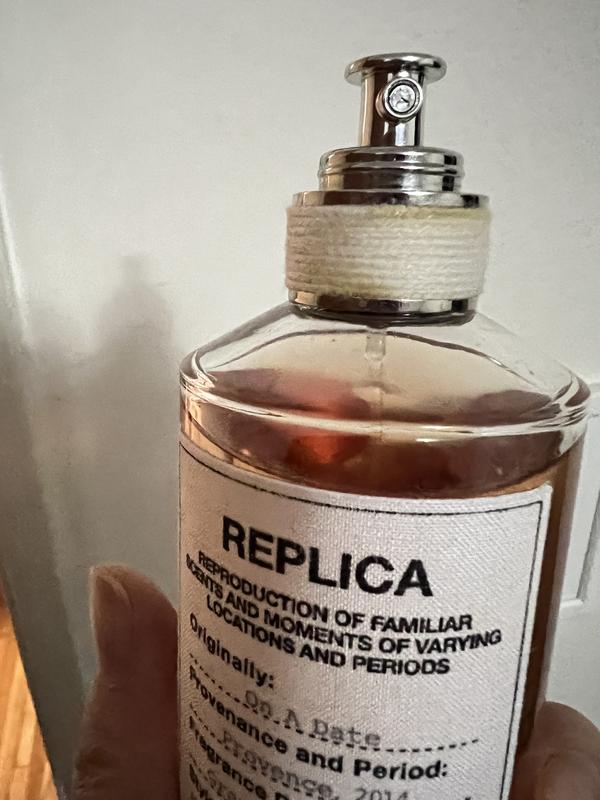 REPLICA
REPRODUCTION OF FAMILIAR
SCENTS AND MOMENTS OF VARYING
LOCATIONS AND PERIODS
Originally:
On A Date
Provenance and Period:
Provence, 2014
Fragrance